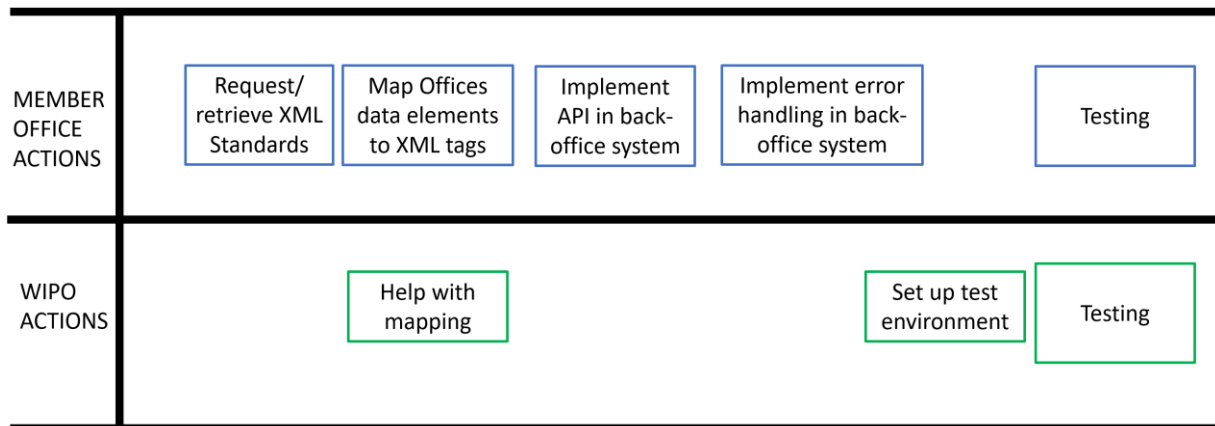 MEMBER
OFFICE
ACTIONS
Request/
retrieve XML
Standards
Map Offices
data elements
to XML tags
Implement
API in back-
office system
Implement error
handling in back-
office system
Testing
WIPO
ACTIONS
Help with
mapping
Set up test
environment
Testing